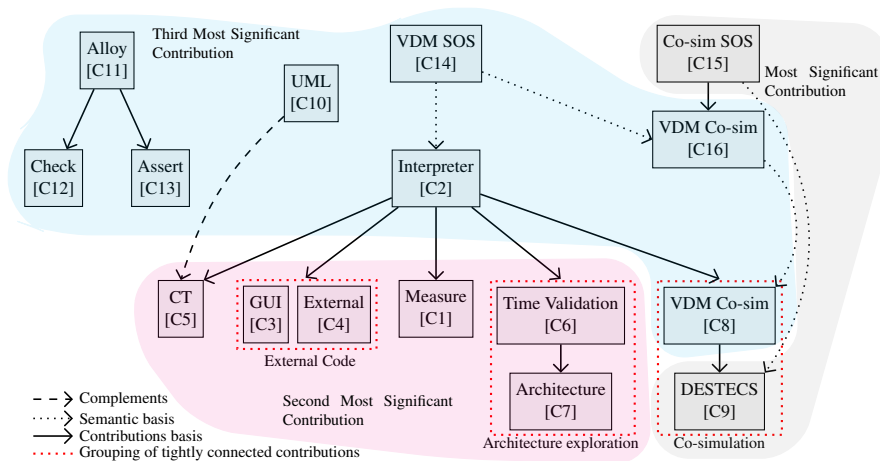 Alloy
[C11]
Third Most Significant
Contribution
VDM SOS
[C14]
Co-sim SOS
[C15]
UML
[C10]
Most Significant
Contribution
VDM Co-sim
[C16]
Check
[C12]
Assert
[C13]
Interpreter
[C2]
CT
[C5]
GUI
[C3]
External
[C4]
External Code
Measure
[C1]
Time Validation
[C6]
VDM Co-sim
[C8]
Architecture
[C7]
Architecture exploration
DESTECS
[C9]
Co-simulation
Second Most Significant
Contribution
Complements
Semantic basis
Contributions basis
Grouping of tightly connected contributions